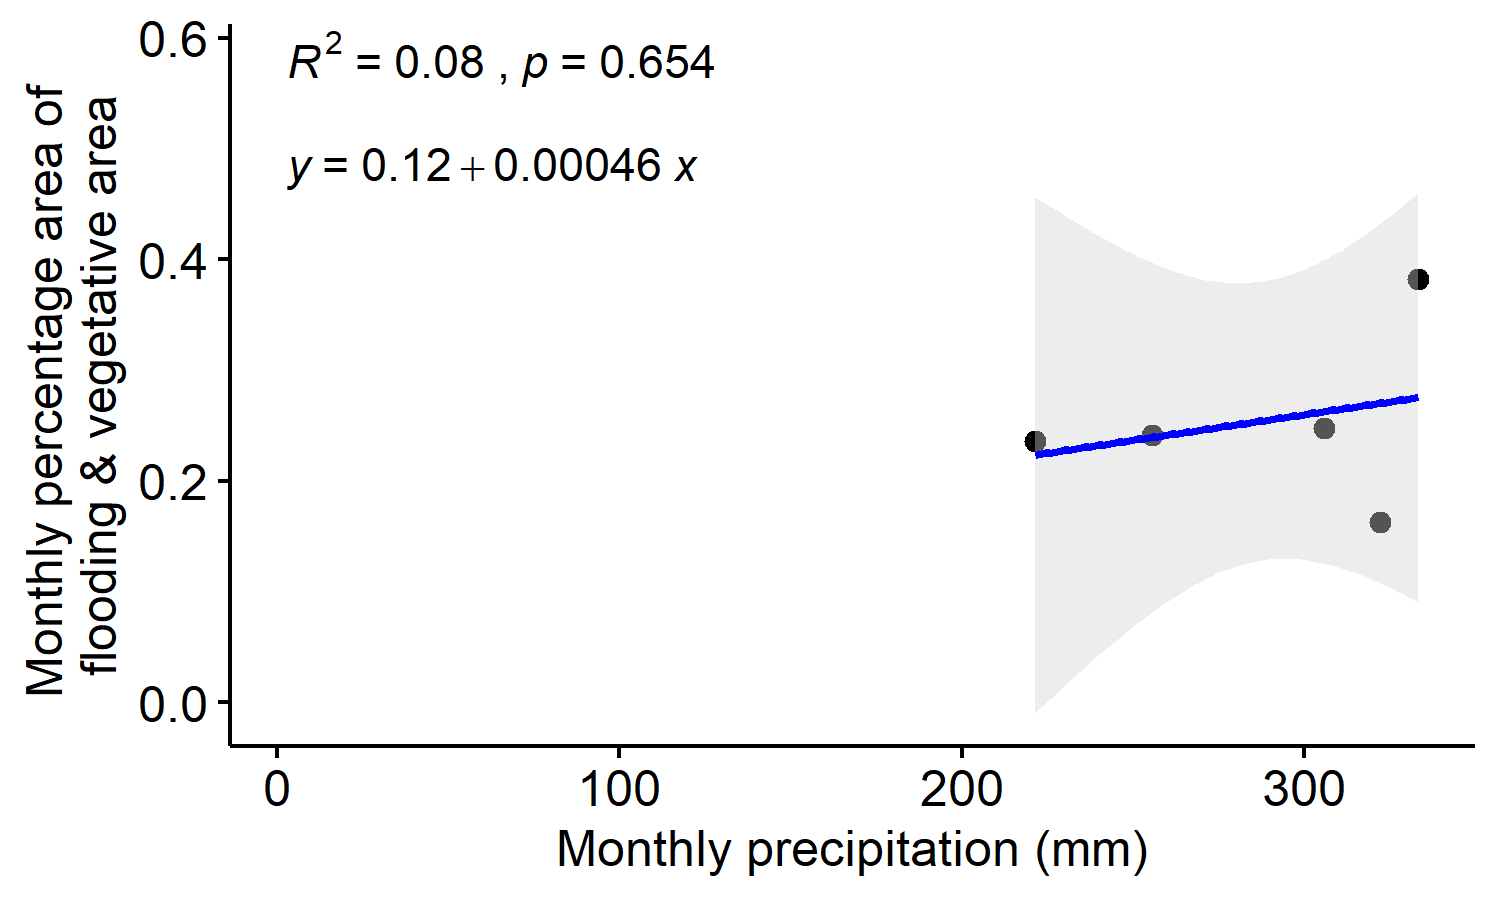 R² = 0.08 , p = 0.654
y = 0.12 + 0.00046 x
Monthly percentage area of
flooding & vegetative area
0.6
0.4
0.2
0.0
0 100 200 300
Monthly precipitation (mm)